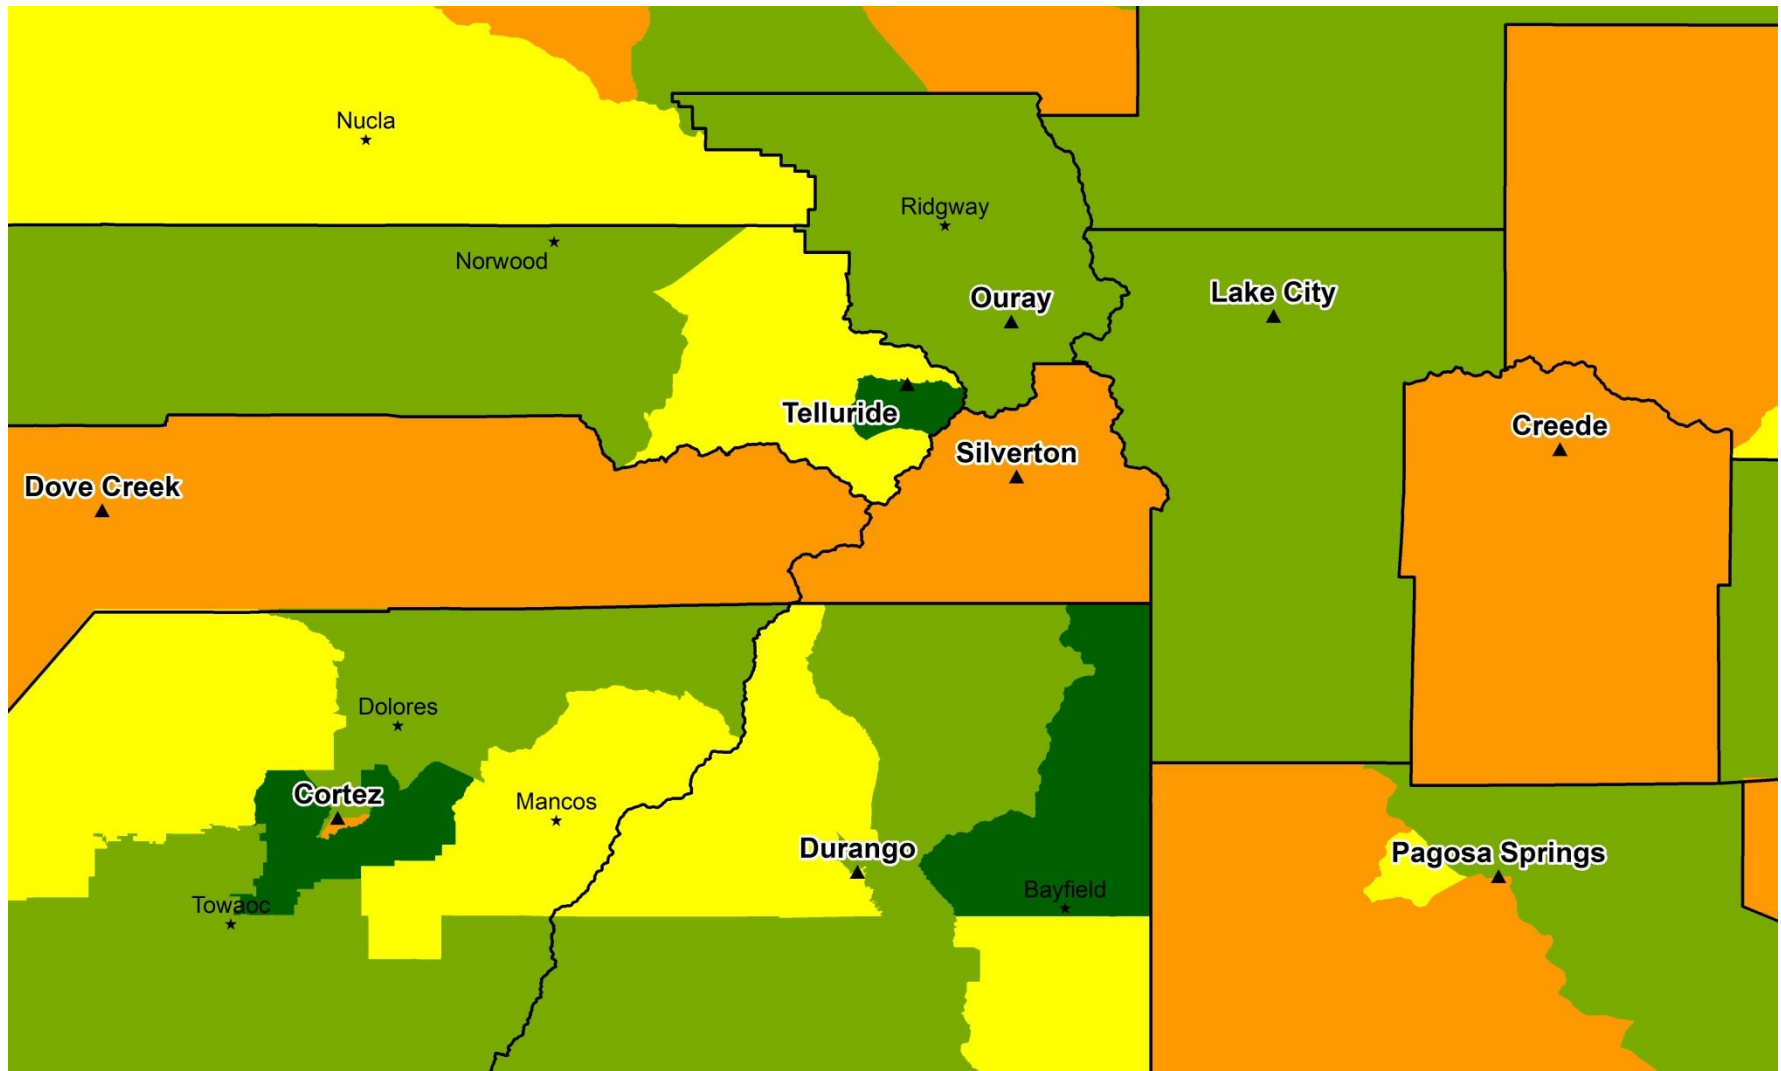 Nucla
Ridgway
Norwood
Ouray
Lake City
Telluride
Creede
Silverton
Dove Creek
Dolores
Cortez
Mancos
Durango
Pagosa Springs
Bayfield
Towaoc